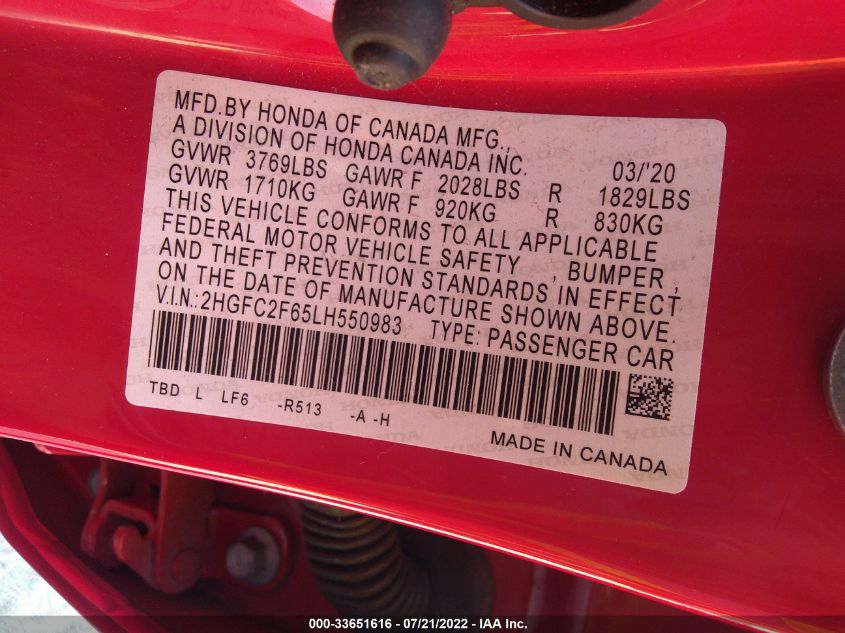 MFD.BY HONDA OF CANADA MFG.,
A DIVISION OF HONDA CANADA INC. 03/'20
GVWR 3769LBS GAWR F 2028LBS R 1829LBS
GVWR 1710KG GAWR F 920KG R 830KG
THIS VEHICLE CONFORMS TO ALL APPLICABLE
FEDERAL MOTOR VEHICLE SAFETY , BUMPER ,
AND THEFT PREVENTION STANDARDS IN EFFECT
ON THE DATE OF MANUFACTURE SHOWN ABOVE.
V.I.N.:2HGFC2F65LH550983 TYPE: PASSENGER CAR
TBD L LF6 -R513 -A -H
MADE IN CANADA
000-33651616 - 07/21/2022 - IAA Inc.